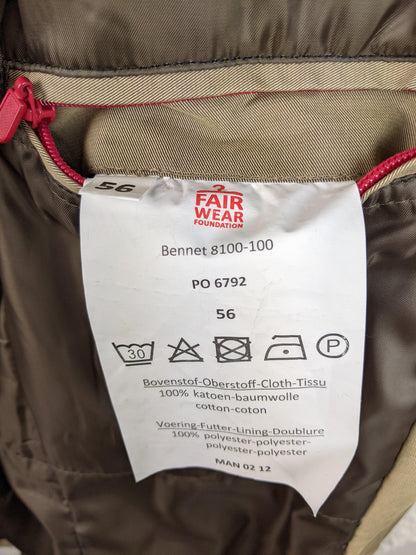 56
FAIR
WEAR
FOUNDATION
Bennet 8100-100
PO 6792
56
30
P
Bovenstof-Oberstoff-Cloth-Tissu
100% katoen-baumwolle
cotton-coton
Voering-Futter-Lining-Doublure
100% polyester-polyester-
polyester-polyester
MAN 02 12